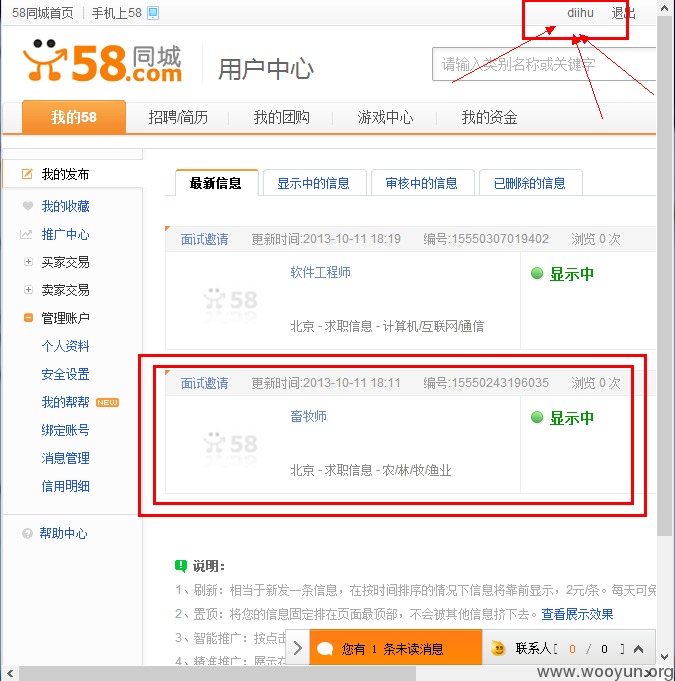 58同城首页 手机上58 diihu 退出
58同城
.com
用户中心
请输入类别名称或关键字
我的58 招聘/简历 我的团购 游戏中心 我的资金
我的发布
我的收藏
推广中心
买家交易
卖家交易
管理账户
个人资料
安全设置
我的帮帮 NEW
绑定账号
消息管理
信用明细
帮助中心
最新信息 显示中的信息 审核中的信息 已删除的信息
面试邀请 更新时间:2013-10-11 18:19 编号:15550307019402 浏览 0 次
58
软件工程师
显示中
北京 - 求职信息 - 计算机/互联网/通信
面试邀请 更新时间:2013-10-11 18:11 编号:15550243196035 浏览 0 次
58
畜牧师
显示中
北京 - 求职信息 - 农/林/牧/渔业
说明:
1、刷新：相当于新发一条信息，在按时间排序的情况下信息将靠前显示，2元/条。每天可免
2、置顶：将您的信息固定排在页面最顶部，不会被其他信息挤下去。查看展示效果
3、智能推广：按点击
4、精准推广：展示在
您有 1 条未读消息
联系人[ 0 / 0 ]
www.wooyun.org